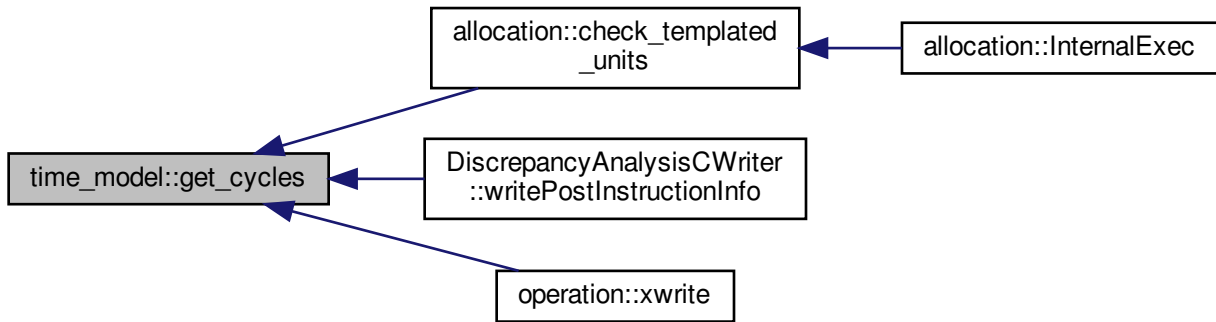 allocation::check_templated
_units
allocation::InternalExec
time_model::get_cycles
DiscrepancyAnalysisCWriter
::writePostInstructionInfo
operation::xwrite